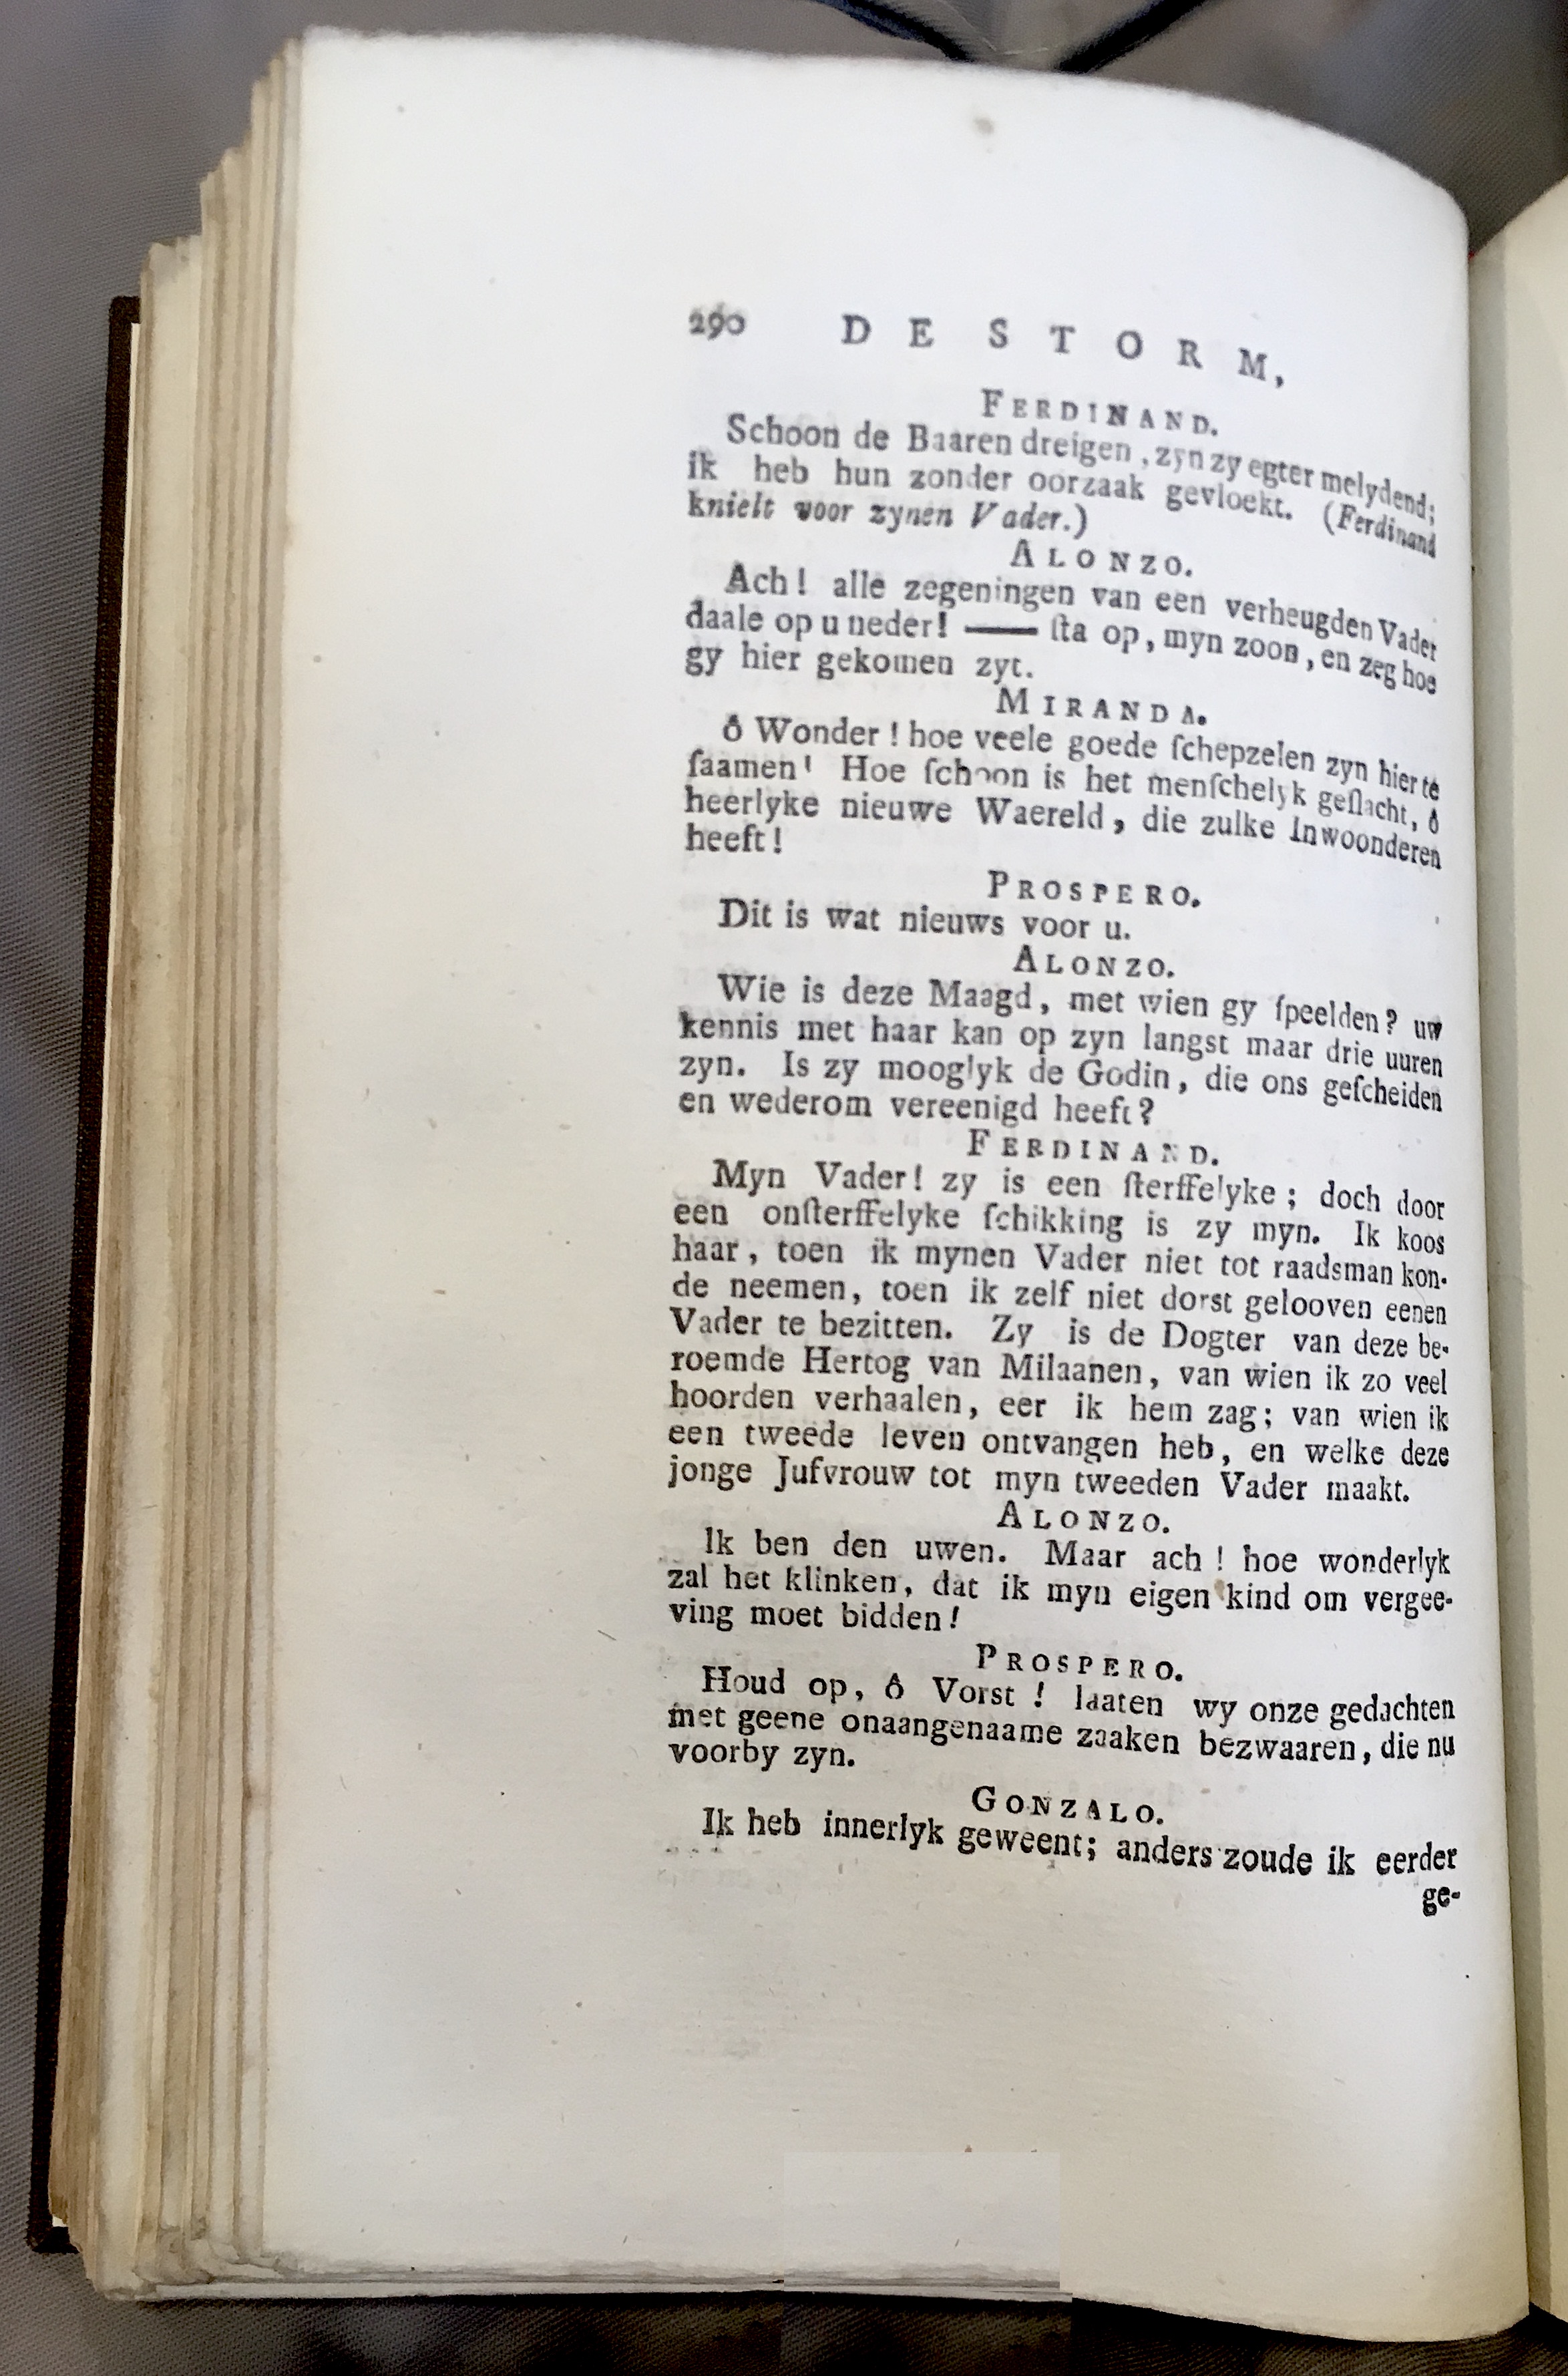 290 DE STORM,
FERDINAND.
Schoon de Baaren dreigen, zyn zy egter melydend;
ik heb hun zonder oorzaak gevloekt. (Ferdinand
knielt voor zynen Vader.)
ALONZO.
Ach! alle zegeningen van een verheugden Vader
daale op u neder! —— ſta op, myn zoon, en zeg hoe
gy hier gekomen zyt.
MIRANDA.
ô Wonder! hoe veele goede ſchepzelen zyn hier te
ſaamen! Hoe ſchoon is het menſchelyk geſlacht, ô
heerlyke nieuwe Waereld, die zulke Inwoonderen
heeft!
PROSPERO.
Dit is wat nieuws voor u.
ALONZO.
Wie is deze Maagd, met wien gy ſpeelden? uw
kennis met haar kan op zyn langst maar drie uuren
zyn. Is zy mooglyk de Godin, die ons geſcheiden
en wederom vereenigd heeft?
FERDINAND.
Myn Vader! zy is een ſterffelyke; doch door
een onſterffelyke ſchikking is zy myn. Ik koos
haar, toen ik mynen Vader niet tot raadsman kon-
de neemen, toen ik zelf niet dorst gelooven eenen
Vader te bezitten. Zy is de Dogter van deze be-
roemde Hertog van Milaanen, van wien ik zo veel
hoorden verhaalen, eer ik hem zag; van wien ik
een tweede leven ontvangen heb, en welke deze
jonge Jufvrouw tot myn tweeden Vader maakt.
ALONZO.
Ik ben den uwen. Maar ach! hoe wonderlyk
zal het klinken, dat ik myn eigen kind om vergee-
ving moet bidden!
PROSPERO.
Houd op, ô Vorst! laaten wy onze gedachten
met geene onaangenaame zaaken bezwaaren, die nu
voorby zyn.
GONZALO.
Ik heb innerlyk geweent; anders zoude ik eerder
ge-